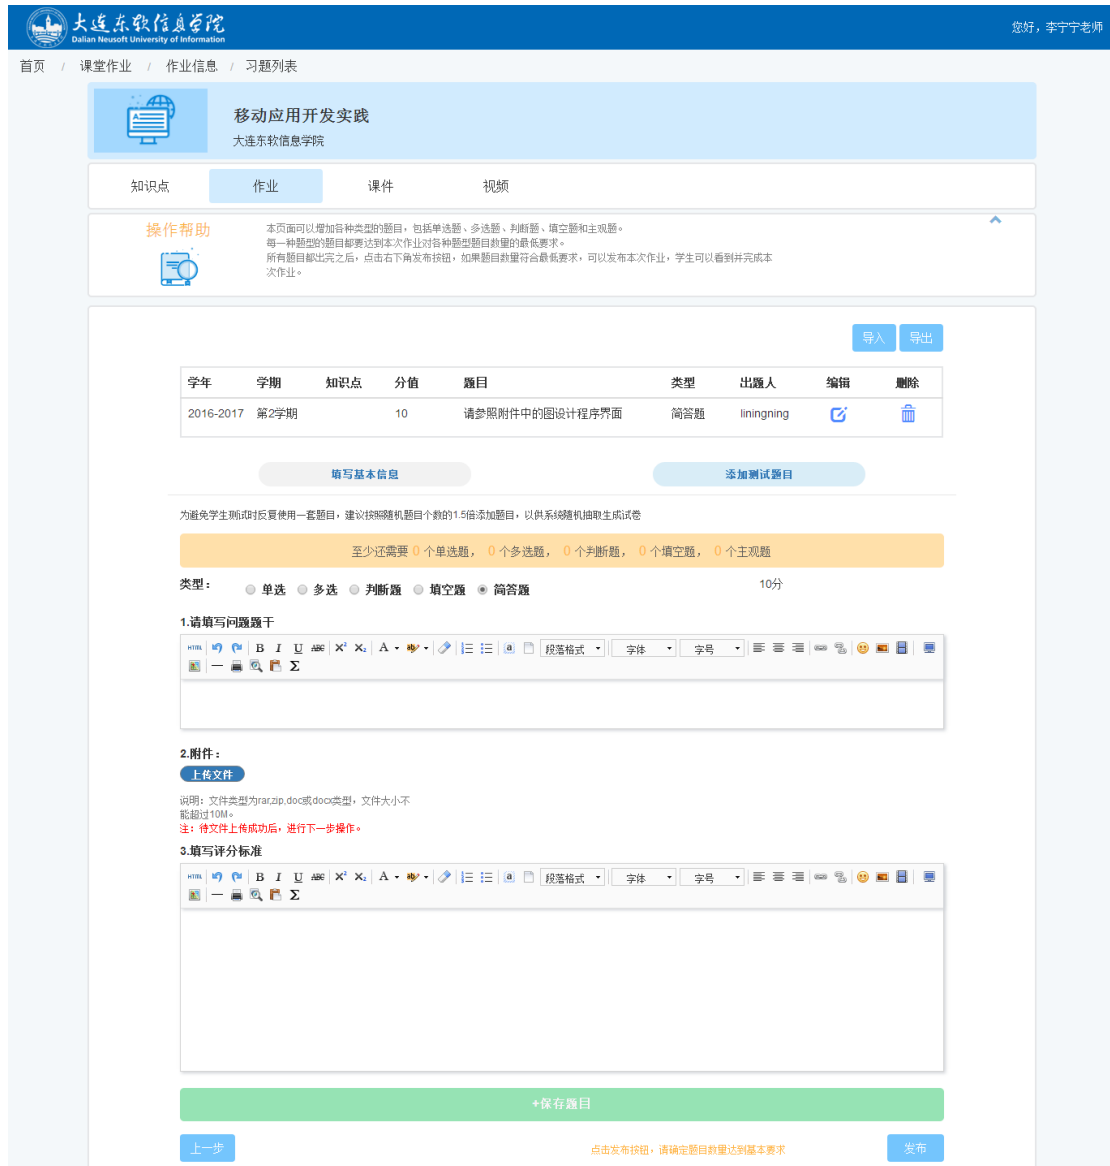 大连东软信息学院
Dalian Neusoft University of Information
您好，李宁宁老师
首页 / 课堂作业 / 作业信息 / 习题列表
移动应用开发实践
大连东软信息学院
知识点 作业 课件 视频
操作帮助
本页面可以增加各种类型的题目，包括单选题、多选题、判断题、填空题和主观题。
每一种题型的题目都要达到本次作业对各种题型题目数量的最低要求。
所有题目都出完之后，点击右下角发布按钮，如果题目数量符合最低要求，可以发布本次作业，学生可以看到并完成本
次作业。
导入 导出
学年 学期 知识点 分值 题目 类型 出题人 编辑 删除
2016-2017 第2学期 10 请参照附件中的图设计程序界面 简答题 liningning
填写基本信息 添加测试题目
为避免学生测试时反复使用一套题目，建议按照随机题目个数的1.5倍添加题目，以供系统随机抽取生成试卷
至少还需要 0 个单选题， 0 个多选题， 0 个判断题， 0 个填空题， 0 个主观题
类型： 单选 多选 判断题 填空题 简答题 10分
1.请填写问题题干
HTML B I U ABC X² X₂ A ab a 段落格式 字体 字号
Σ
2.附件：
上传文件
说明：文件类型为rar,zip,doc或docx类型，文件大小不
能超过10M。
注：待文件上传成功后，进行下一步操作。
3.填写评分标准
HTML B I U ABC X² X₂ A ab a 段落格式 字体 字号
Σ
+保存题目
上一步 点击发布按钮，请确定题目数量达到基本要求 发布